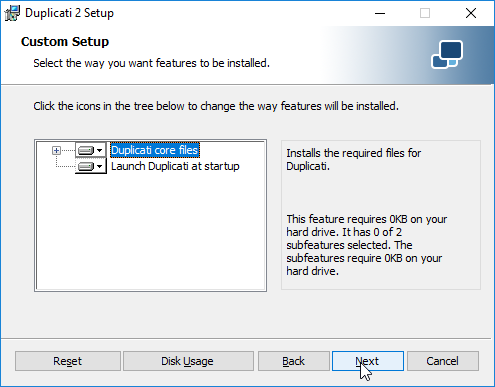 Duplicati 2 Setup
Custom Setup
Select the way you want features to be installed.
Click the icons in the tree below to change the way features will be installed.
Duplicati core files
Launch Duplicati at startup
Installs the required files for
Duplicati.
This feature requires 0KB on your
hard drive. It has 0 of 2
subfeatures selected. The
subfeatures require 0KB on your
hard drive.
Reset
Disk Usage
Back
Next
Cancel